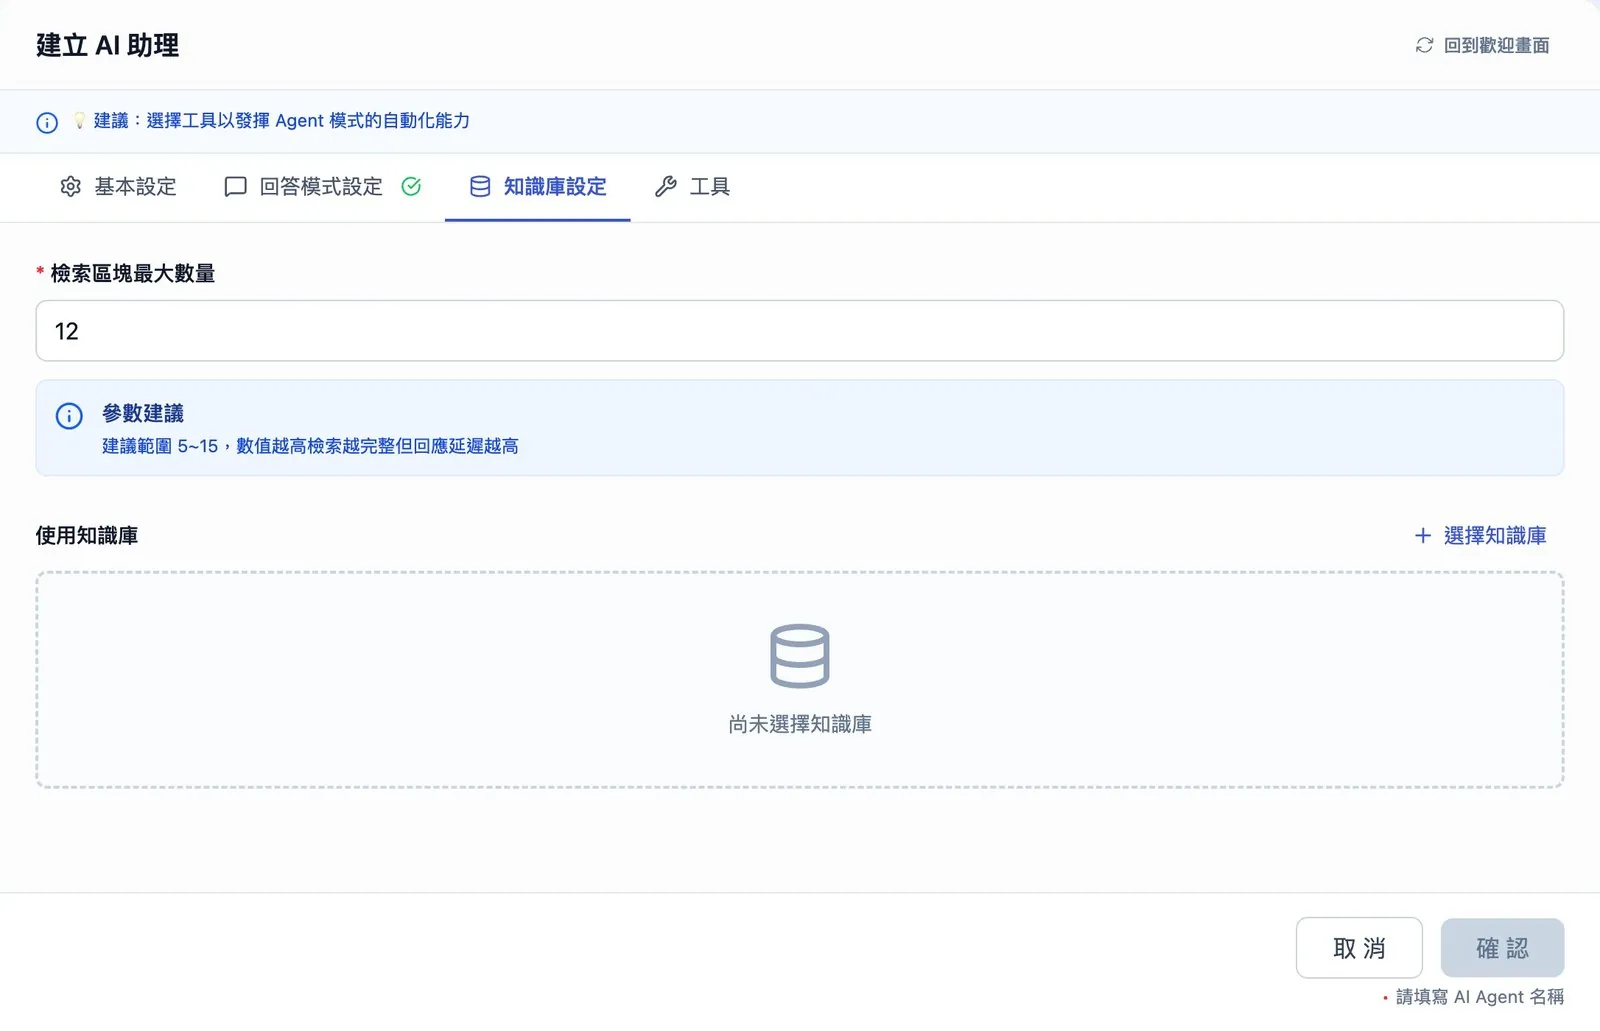 建立 AI 助理
回到歡迎畫面
💡 建議：選擇工具以發揮 Agent 模式的自動化能力
基本設定
回答模式設定
知識庫設定
工具
* 檢索區塊最大數量
12
參數建議
建議範圍 5~15，數值越高檢索越完整但回應延遲越高
使用知識庫
+ 選擇知識庫
尚未選擇知識庫
取 消
確 認
• 請填寫 AI Agent 名稱